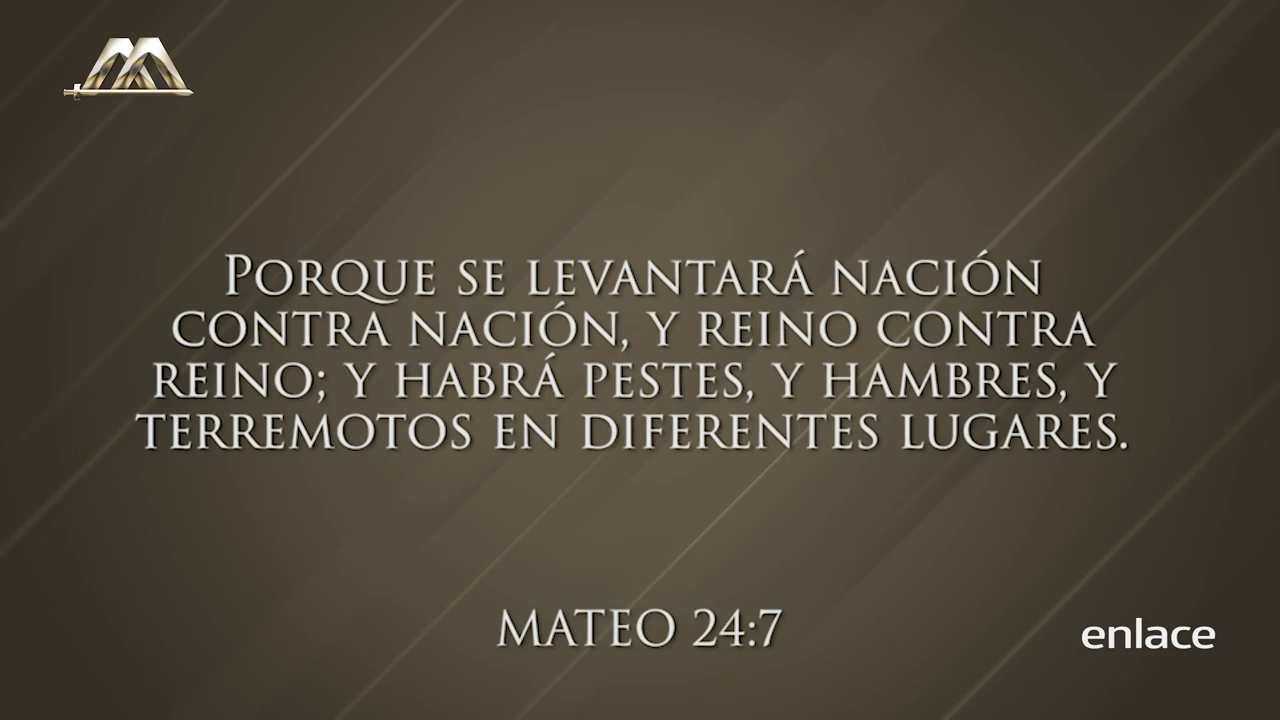 Porque se levantará nación
contra nación, y reino contra
reino; y habrá pestes, y hambres, y
terremotos en diferentes lugares.
MATEO 24:7
enlace